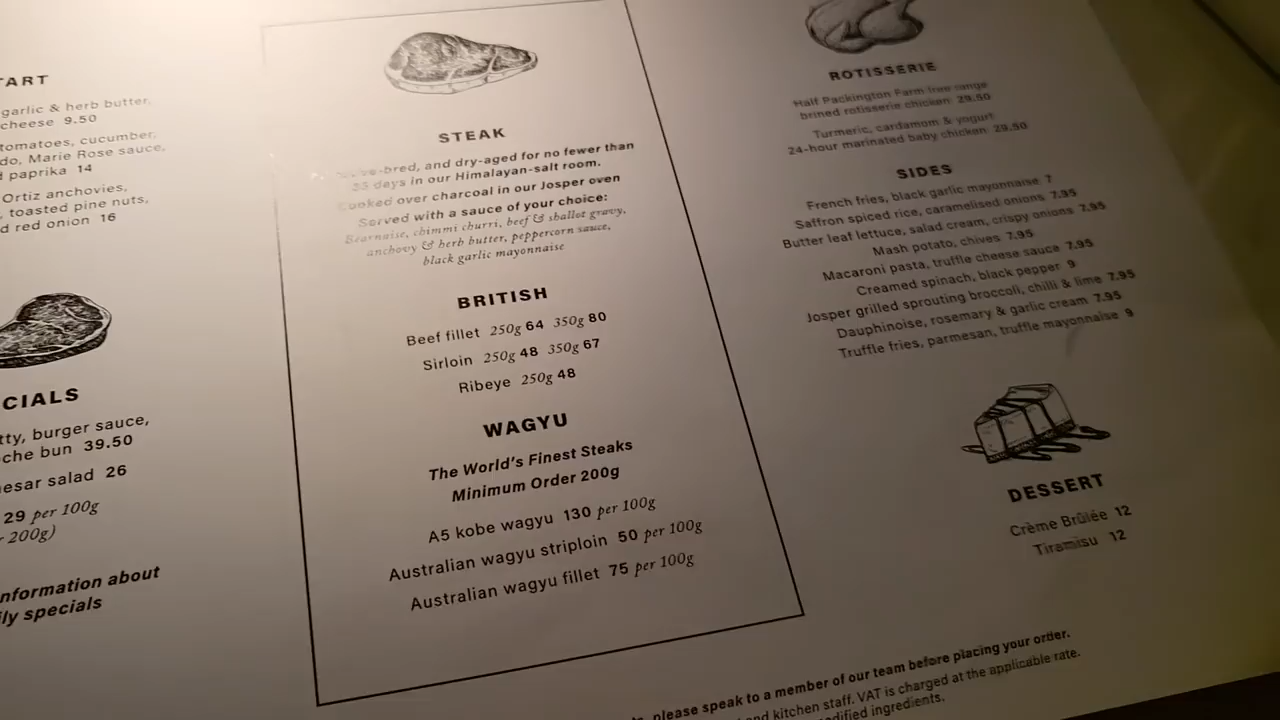 TART
garlic & herb butter,
cheese 9.50
tomatoes, cucumber,
do, Marie Rose sauce,
d paprika 14
Ortiz anchovies,
, toasted pine nuts,
d red onion 16
CIALS
tty, burger sauce,
che bun 39.50
esar salad 26
29 per 100g
200g)
nformation about
ily specials
STEAK
-bred, and dry-aged for no fewer than
35 days in our Himalayan-salt room.
Cooked over charcoal in our Josper oven
Served with a sauce of your choice:
Bearnaise, chimmi churri, beef & shallot gravy,
anchovy & herb butter, peppercorn sauce,
black garlic mayonnaise
BRITISH
Beef fillet 250g 64 350g 80
Sirloin 250g 48 350g 67
Ribeye 250g 48
WAGYU
The World's Finest Steaks
Minimum Order 200g
A5 kobe wagyu 130 per 100g
Australian wagyu striploin 50 per 100g
Australian wagyu fillet 75 per 100g
ROTISSERIE
Half Packington Farm free range
brined rotisserie chicken 29.50
Turmeric, cardamom & yogurt
24-hour marinated baby chicken 29.50
SIDES
French fries, black garlic mayonnaise 7
Saffron spiced rice, caramelised onions 7.95
Butter leaf lettuce, salad cream, crispy onions 7.95
Mash potato, chives 7.95
Macaroni pasta, truffle cheese sauce 7.95
Creamed spinach, black pepper 9
Josper grilled sprouting broccoli, chilli & lime 7.95
Dauphinoise, rosemary & garlic cream 7.95
Truffle fries, parmesan, truffle mayonnaise 9
DESSERT
Crème Brûlée 12
Tiramisu 12
please speak to a member of our team before placing your order.
and kitchen staff. VAT is charged at the applicable rate.
modified ingredients.